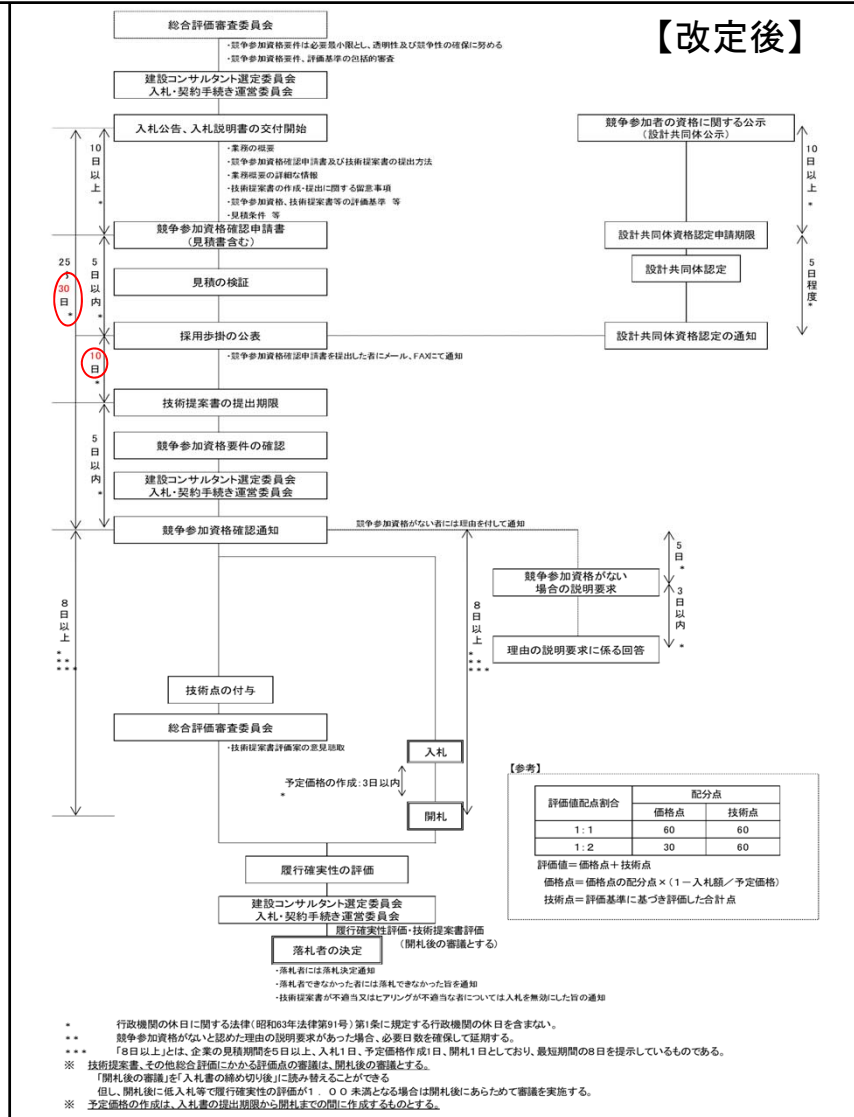 【改定後】
総合評価審査委員会
・競争参加資格要件は必要最小限とし、透明性及び競争性の確保に努める
・競争参加資格要件、評価基準の包括的審査
建設コンサルタント選定委員会
入札・契約手続き運営委員会
入札公告、入札説明書の交付開始
・業務の概要
・競争参加資格確認申請書及び技術提案書の提出方法
・業務概要の詳細な情報
・技術提案書の作成・提出に関する留意事項
・競争参加資格、技術提案書等の評価基準 等
・見積条件 等
競争参加者の資格に関する公示
(設計共同体公示)
10日以上 *
10日以上 *
競争参加資格確認申請書
(見積書含む)
設計共同体資格認定申請期限
25~30日 *
5日以内 *
見積の検証
設計共同体認定
5日程度 *
採用歩掛の公表
設計共同体資格認定の通知
・競争参加資格確認申請書を提出した者にメール、FAXにて通知
10日 *
技術提案書の提出期限
5日以内 *
競争参加資格要件の確認
建設コンサルタント選定委員会
入札・契約手続き運営委員会
競争参加資格確認通知
競争参加資格がない者には理由を付して通知
5日 *
競争参加資格がない
場合の説明要求
3日以内 *
理由の説明要求に係る回答
8日以上 * ** ***
8日以上 * ** ***
技術点の付与
総合評価審査委員会
・技術提案書評価案の意見聴取
入札
予定価格の作成:3日以内
*
開札
【参考】
評価値配点割合 配分点
価格点 技術点
1:1 60 60
1:2 30 60
評価値=価格点+技術点
価格点=価格点の配分点×(1-入札額/予定価格)
技術点=評価基準に基づき評価した合計点
履行確実性の評価
建設コンサルタント選定委員会
入札・契約手続き運営委員会
履行確実性評価・技術提案書評価
(開札後の審議とする)
落札者の決定
・落札者には落札決定通知
・落札者できなかった者には落札できなかった旨を通知
・技術提案書が不適当又はヒアリングが不適当な者については入札を無効にした旨の通知
* 行政機関の休日に関する法律(昭和63年法律第91号)第1条に規定する行政機関の休日を含まない。
** 競争参加資格がないと認めた理由の説明要求があった場合、必要日数を確保して延期する。
*** 「8日以上」とは、企業の見積期間を5日以上、入札1日、予定価格作成1日、開札1日としており、最短期間の8日を提示しているものである。
※ 技術提案書、その他総合評価にかかる評価点の審議は、開札後の審議とする。
「開札後の審議」を「入札書の締め切り後」に読み替えることができる
但し、開札後に低入札等で履行確実性の評価が1.00未満となる場合は開札後にあらためて審議を実施する。
※ 予定価格の作成は、入札書の提出期限から開札までの間に作成するものとする。